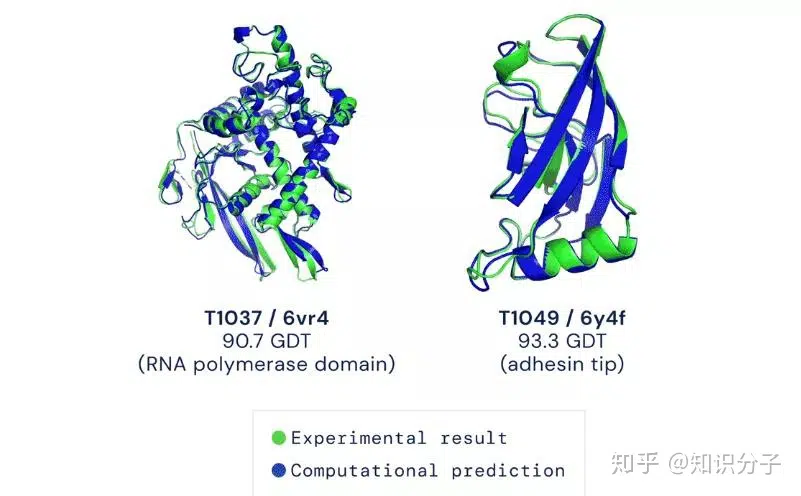 T1037 / 6vr4
90.7 GDT
(RNA polymerase domain)
T1049 / 6y4f
93.3 GDT
(adhesin tip)
Experimental result
Computational prediction
知乎 @知识分子